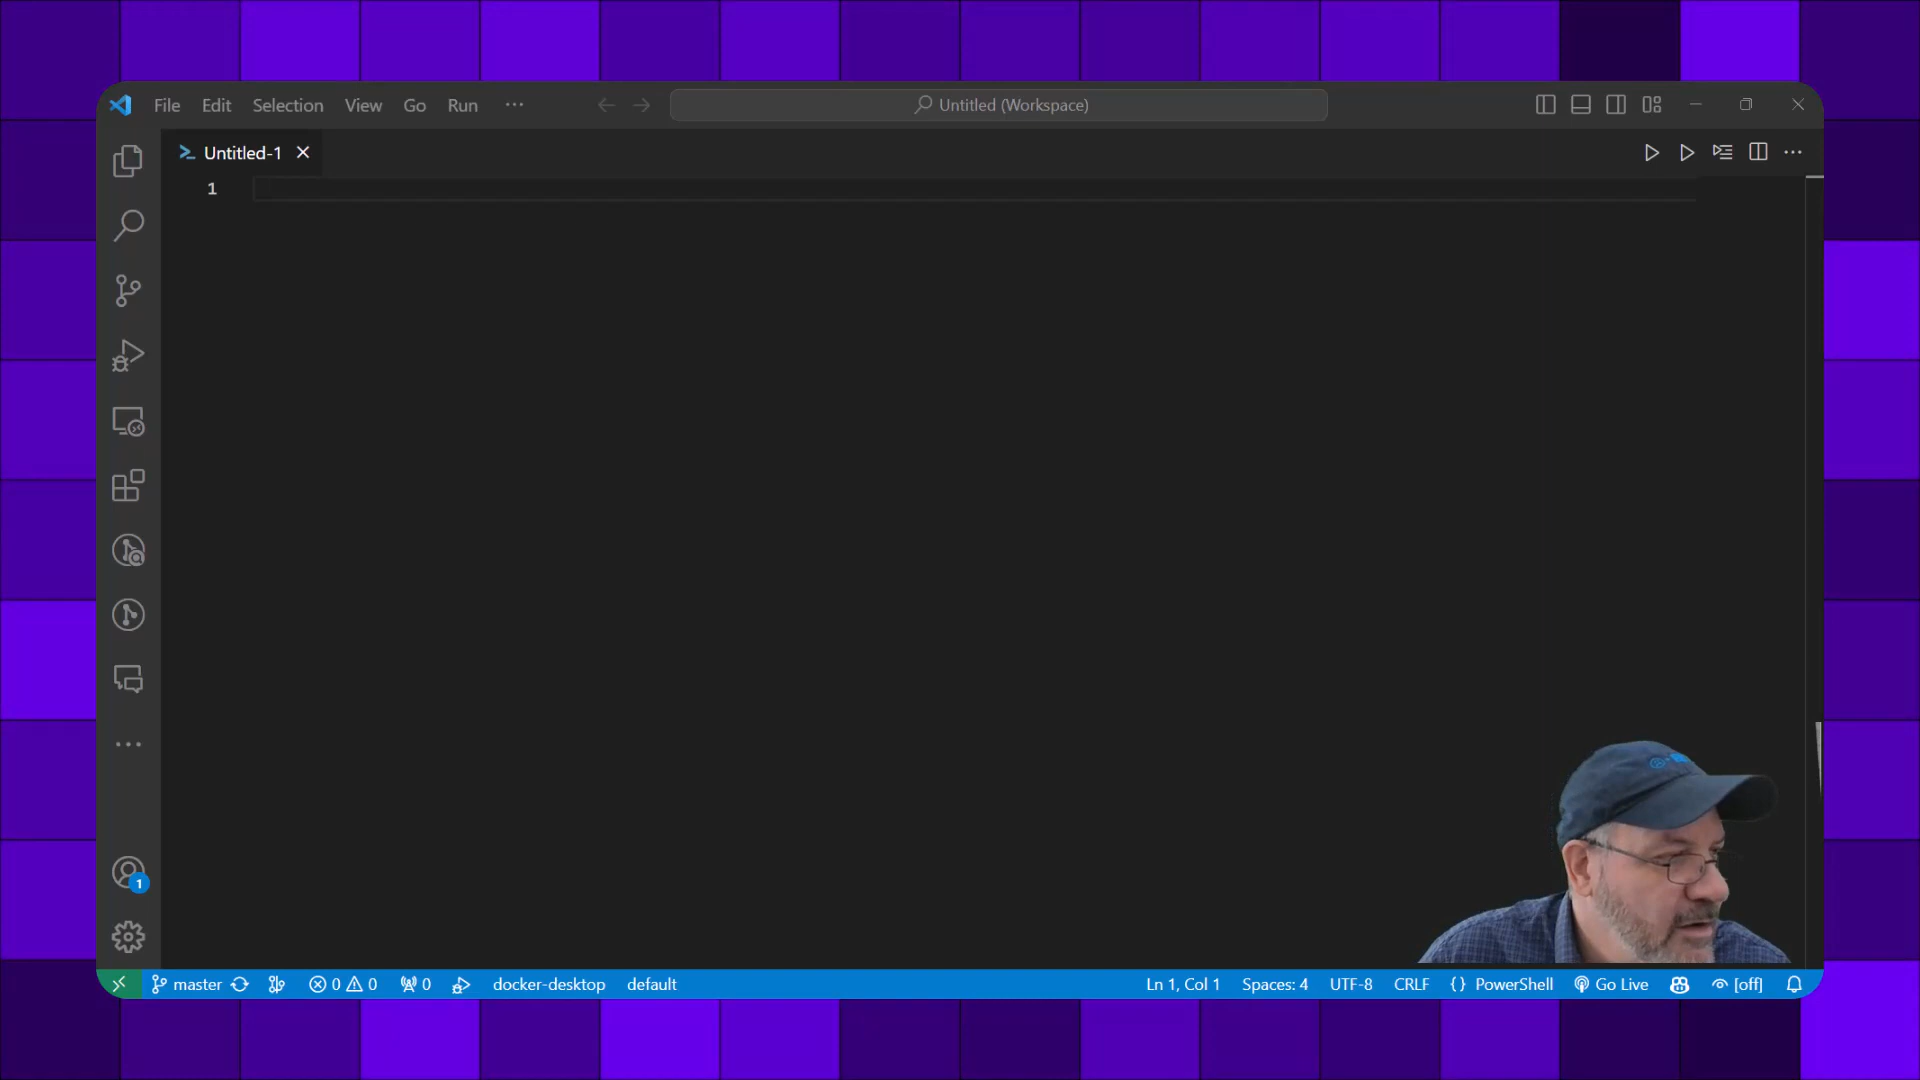 File Edit Selection View Go Run ··· Untitled (Workspace)
Untitled-1
1
1
master 0 0 0 docker-desktop default Ln 1, Col 1 Spaces: 4 UTF-8 CRLF {} PowerShell Go Live [off]